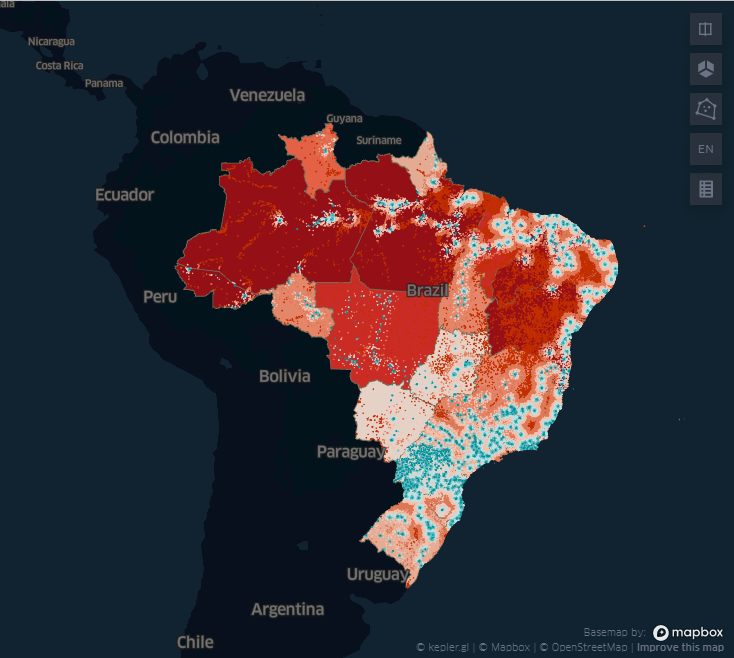 Nicaragua
Costa Rica
Panama
EN
Venezuela
Guyana
Suriname
Colombia
Ecuador
Brazil
Peru
Bolivia
Paraguay
Uruguay
Argentina
Chile
Basemap by: mapbox
© kepler.gl | © Mapbox | © OpenStreetMap | Improve this map